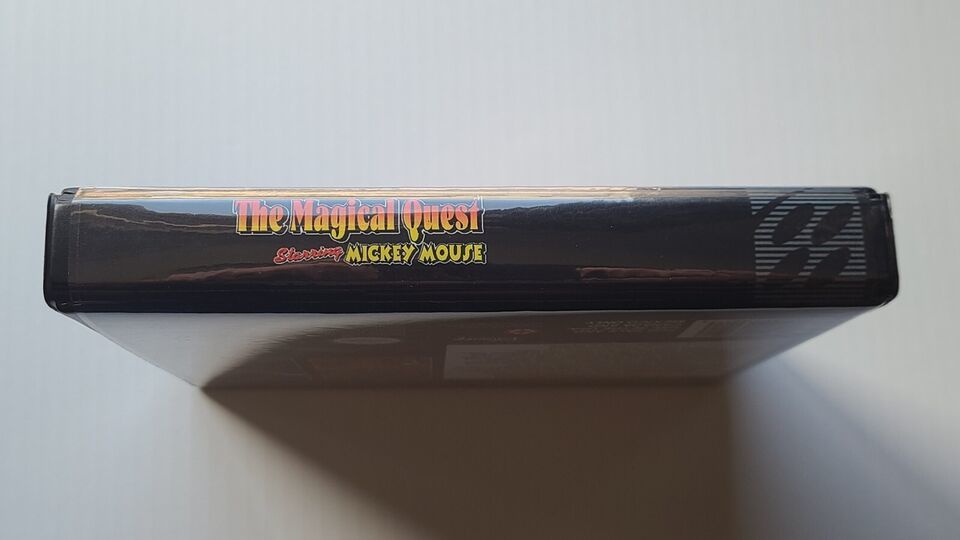 The Magical Quest
Starring MICKEY MOUSE